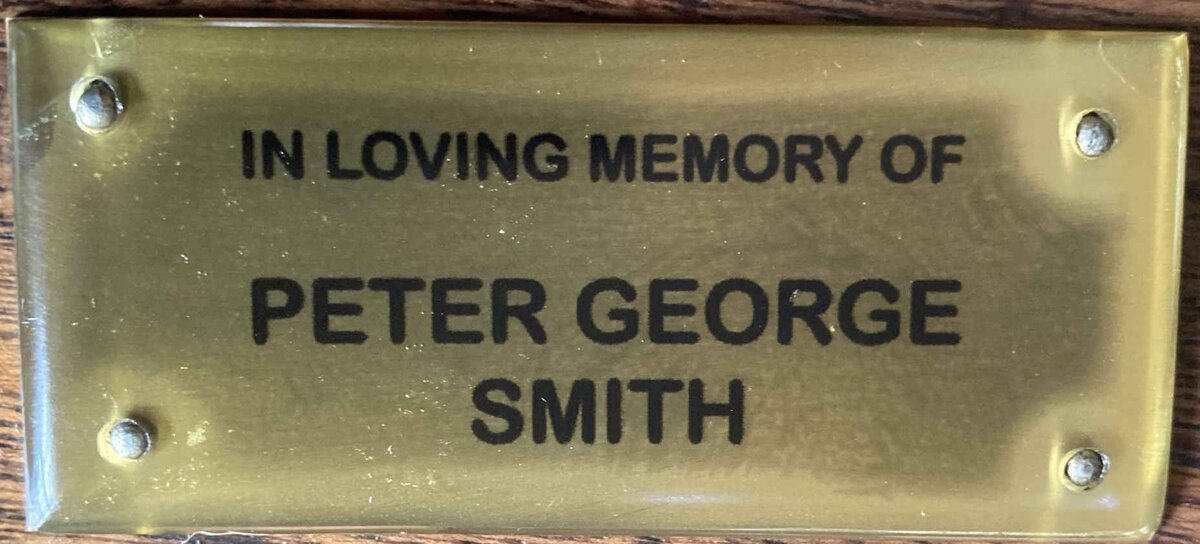 IN LOVING MEMORY OF
PETER GEORGE
SMITH